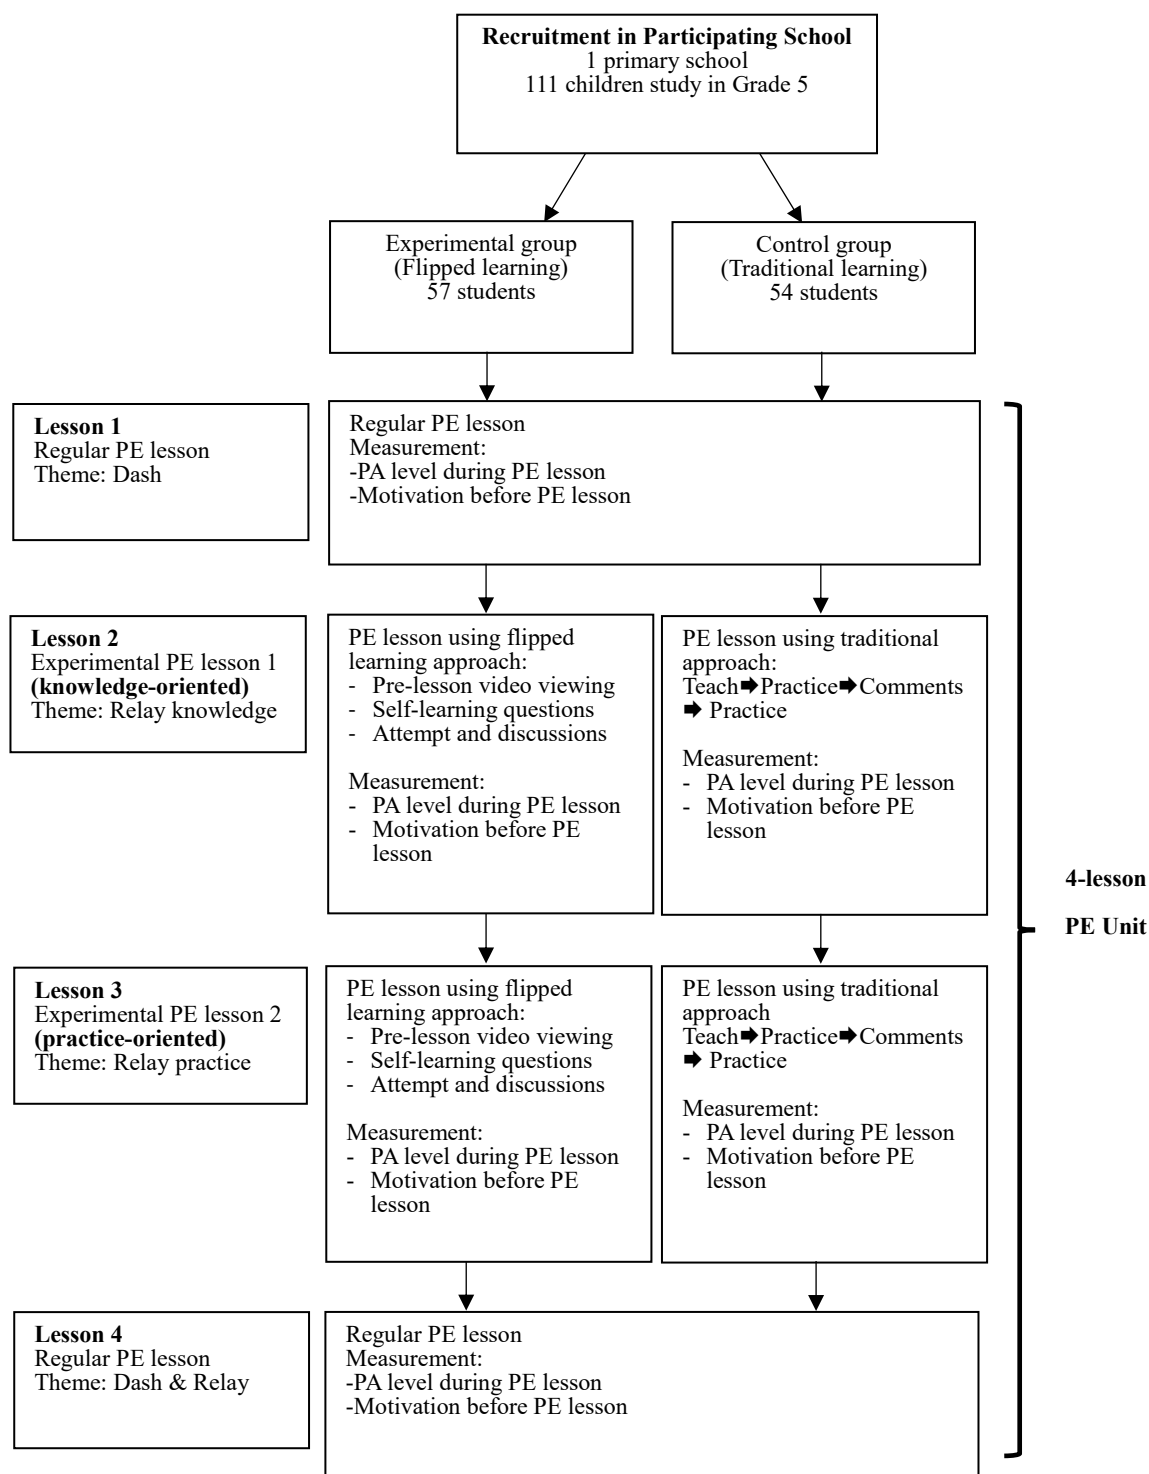 Recruitment in Participating School
1 primary school
111 children study in Grade 5
Experimental group
(Flipped learning)
57 students
Control group
(Traditional learning)
54 students
Lesson 1
Regular PE lesson
Theme: Dash
Regular PE lesson
Measurement:
-PA level during PE lesson
-Motivation before PE lesson
Lesson 2
Experimental PE lesson 1
(knowledge-oriented)
Theme: Relay knowledge
PE lesson using flipped
learning approach:
- Pre-lesson video viewing
- Self-learning questions
- Attempt and discussions
Measurement:
- PA level during PE lesson
- Motivation before PE
lesson
PE lesson using traditional
approach:
Teach➡Practice➡Comments
➡ Practice
Measurement:
- PA level during PE lesson
- Motivation before PE
lesson
4-lesson
PE Unit
Lesson 3
Experimental PE lesson 2
(practice-oriented)
Theme: Relay practice
PE lesson using flipped
learning approach:
- Pre-lesson video viewing
- Self-learning questions
- Attempt and discussions
Measurement:
- PA level during PE lesson
- Motivation before PE
lesson
PE lesson using traditional
approach
Teach➡Practice➡Comments
➡ Practice
Measurement:
- PA level during PE lesson
- Motivation before PE
lesson
Lesson 4
Regular PE lesson
Theme: Dash & Relay
Regular PE lesson
Measurement:
-PA level during PE lesson
-Motivation before PE lesson